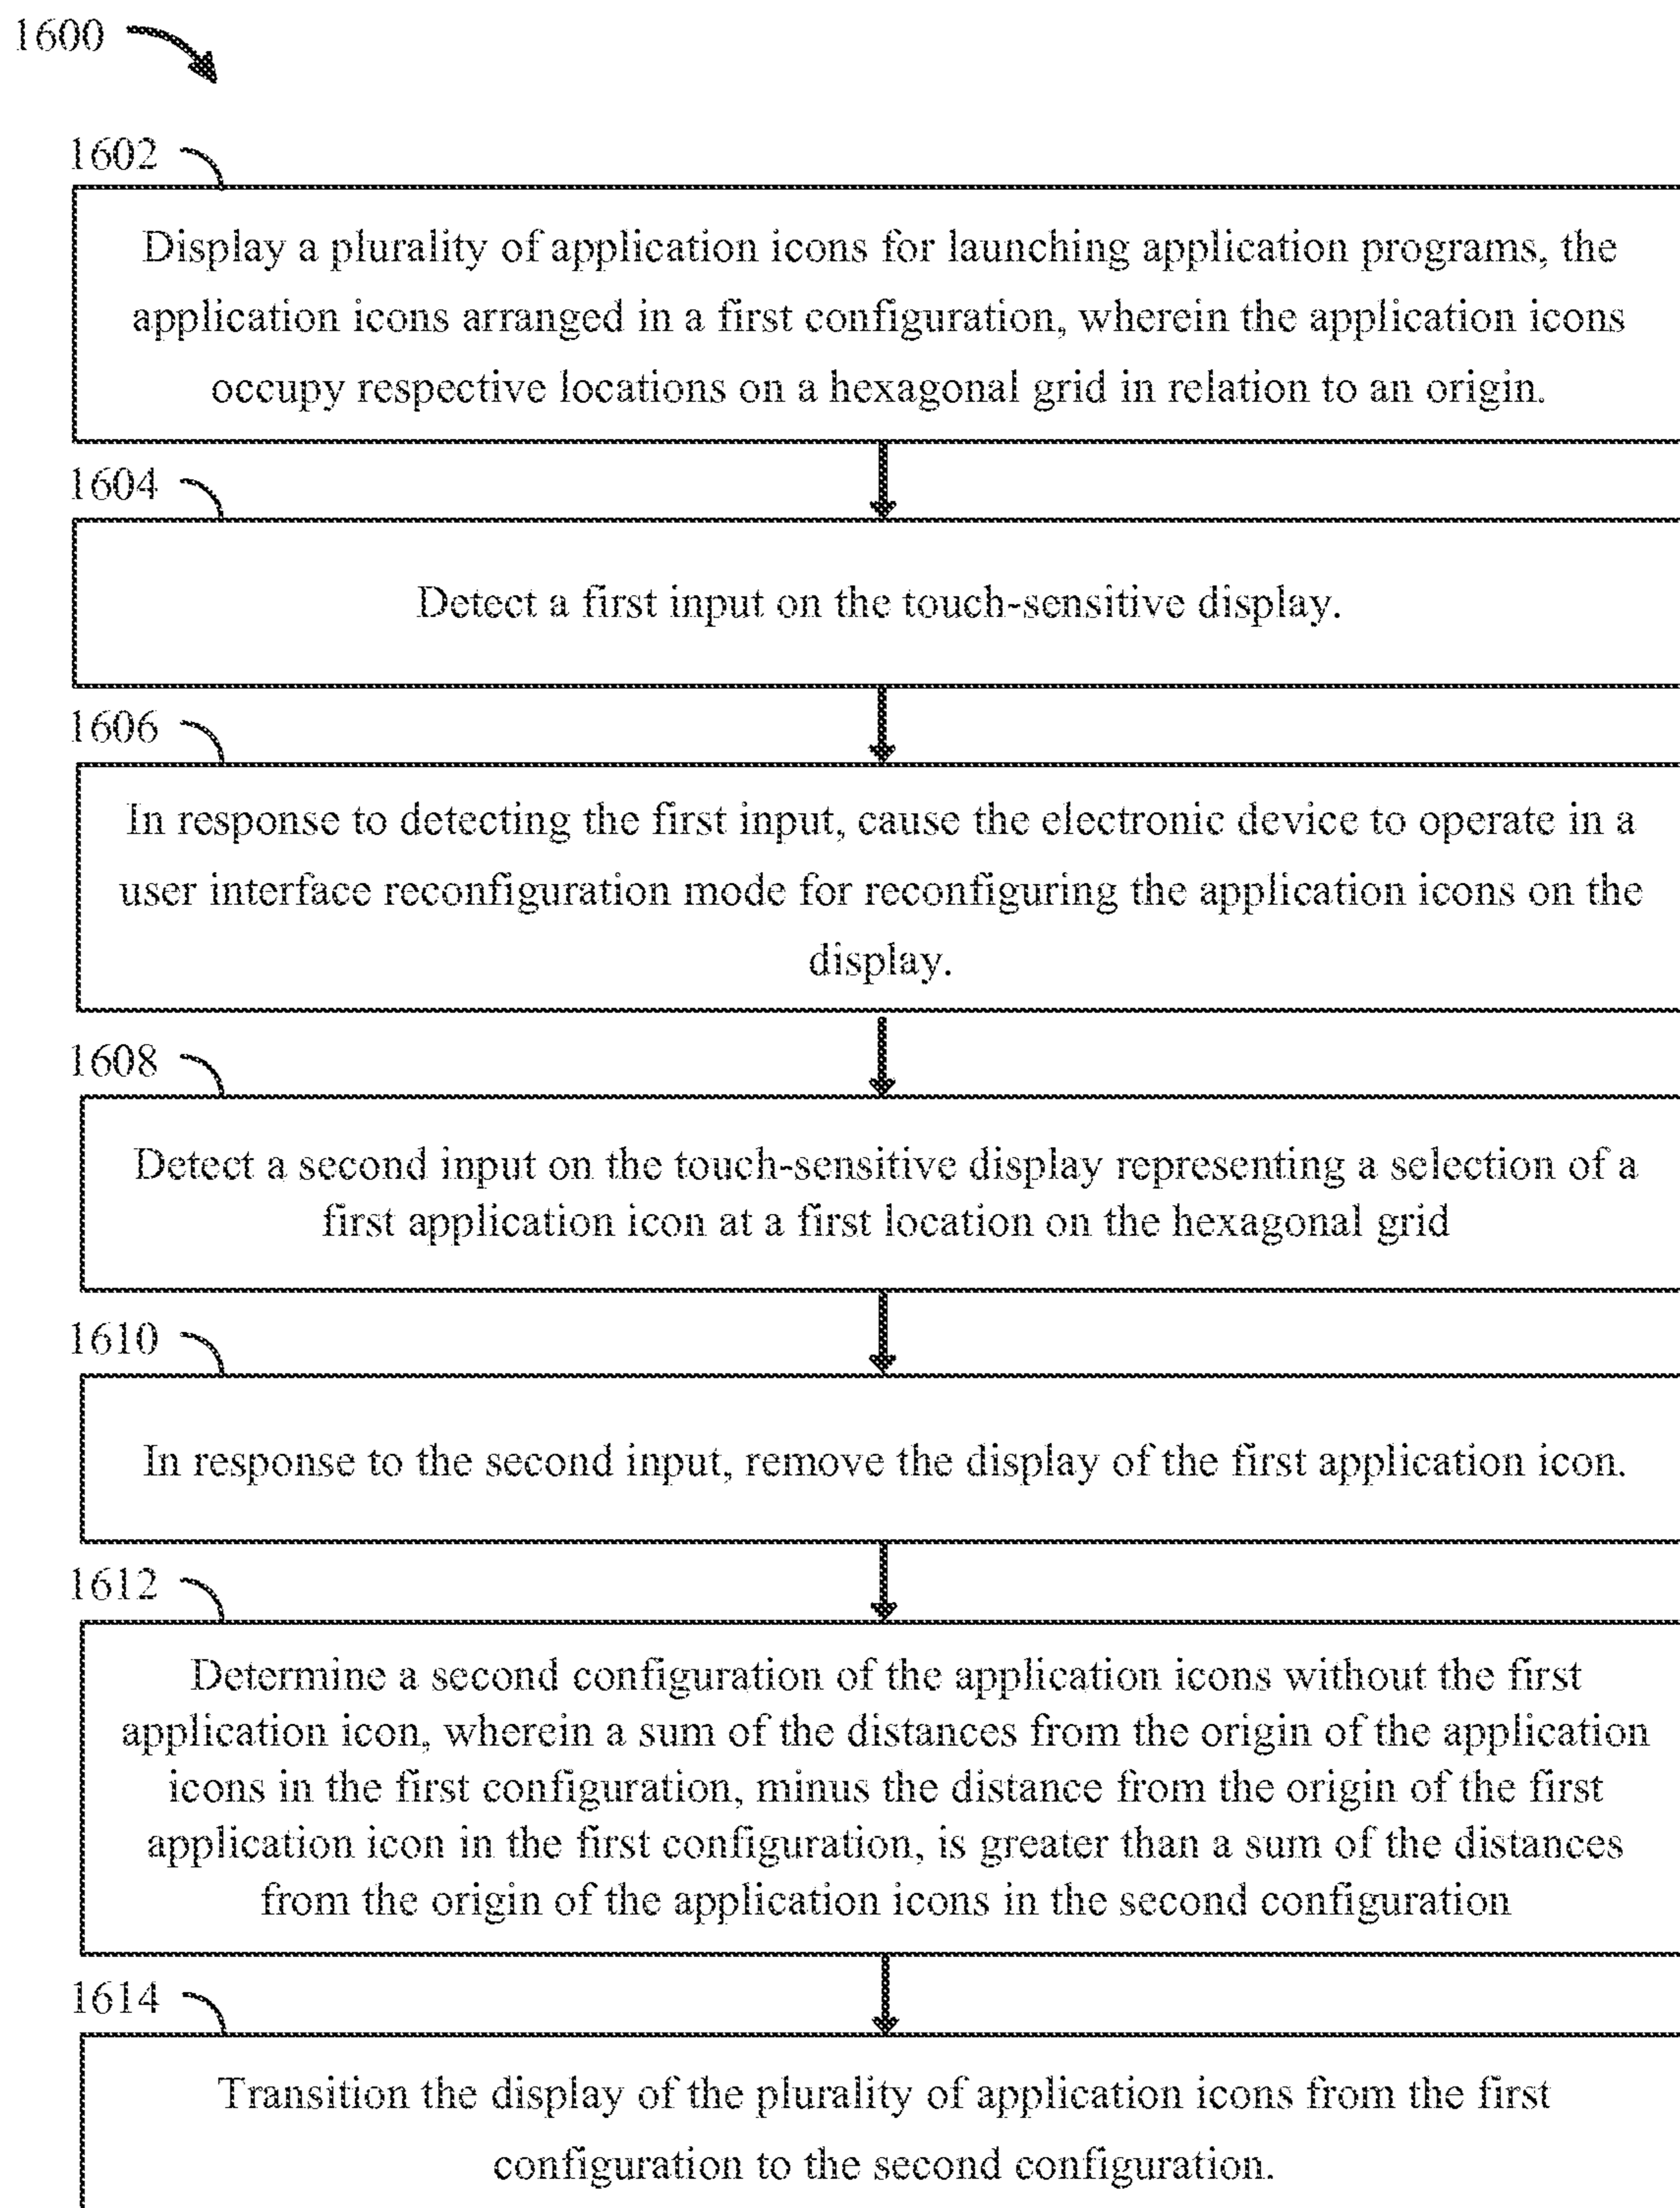 1600
1602
Display a plurality of application icons for launching application programs, the
application icons arranged in a first configuration, wherein the application icons
occupy respective locations on a hexagonal grid in relation to an origin.
1604
Detect a first input on the touch-sensitive display.
1606
In response to detecting the first input, cause the electronic device to operate in a
user interface reconfiguration mode for reconfiguring the application icons on the
display.
1608
Detect a second input on the touch-sensitive display representing a selection of a
first application icon at a first location on the hexagonal grid
1610
In response to the second input, remove the display of the first application icon.
1612
Determine a second configuration of the application icons without the first
application icon, wherein a sum of the distances from the origin of the application
icons in the first configuration, minus the distance from the origin of the first
application icon in the first configuration, is greater than a sum of the distances
from the origin of the application icons in the second configuration
1614
Transition the display of the plurality of application icons from the first
configuration to the second configuration.